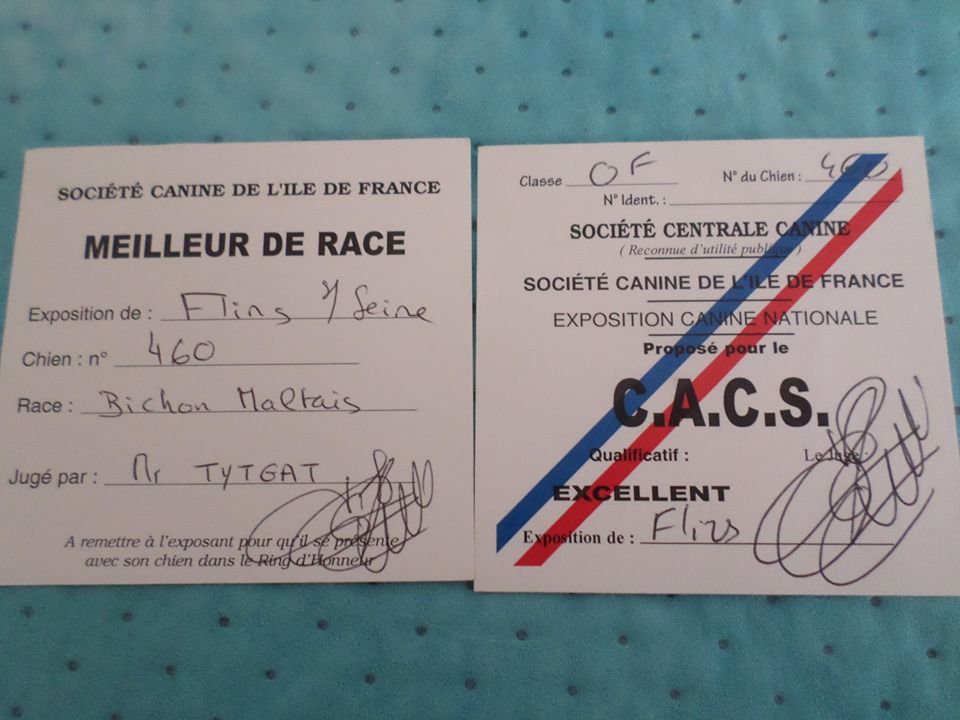 SOCIÉTÉ CANINE DE L'ILE DE FRANCE
MEILLEUR DE RACE
Exposition de : Flins s/ Seine
Chien : n° 460
Race : Bichon Maltais
Jugé par : Mr TYTGAT
A remettre à l'exposant pour qu'il se présente
avec son chien dans le Ring d'Honneur
Classe OF N° du Chien : 460
N° Ident. :
SOCIÉTÉ CENTRALE CANINE
( Reconnue d'utilité publique )
SOCIÉTÉ CANINE DE L'ILE DE FRANCE
EXPOSITION CANINE NATIONALE
Proposé pour le
C.A.C.S.
Qualificatif : Le Juge :
EXCELLENT
Exposition de : Flins